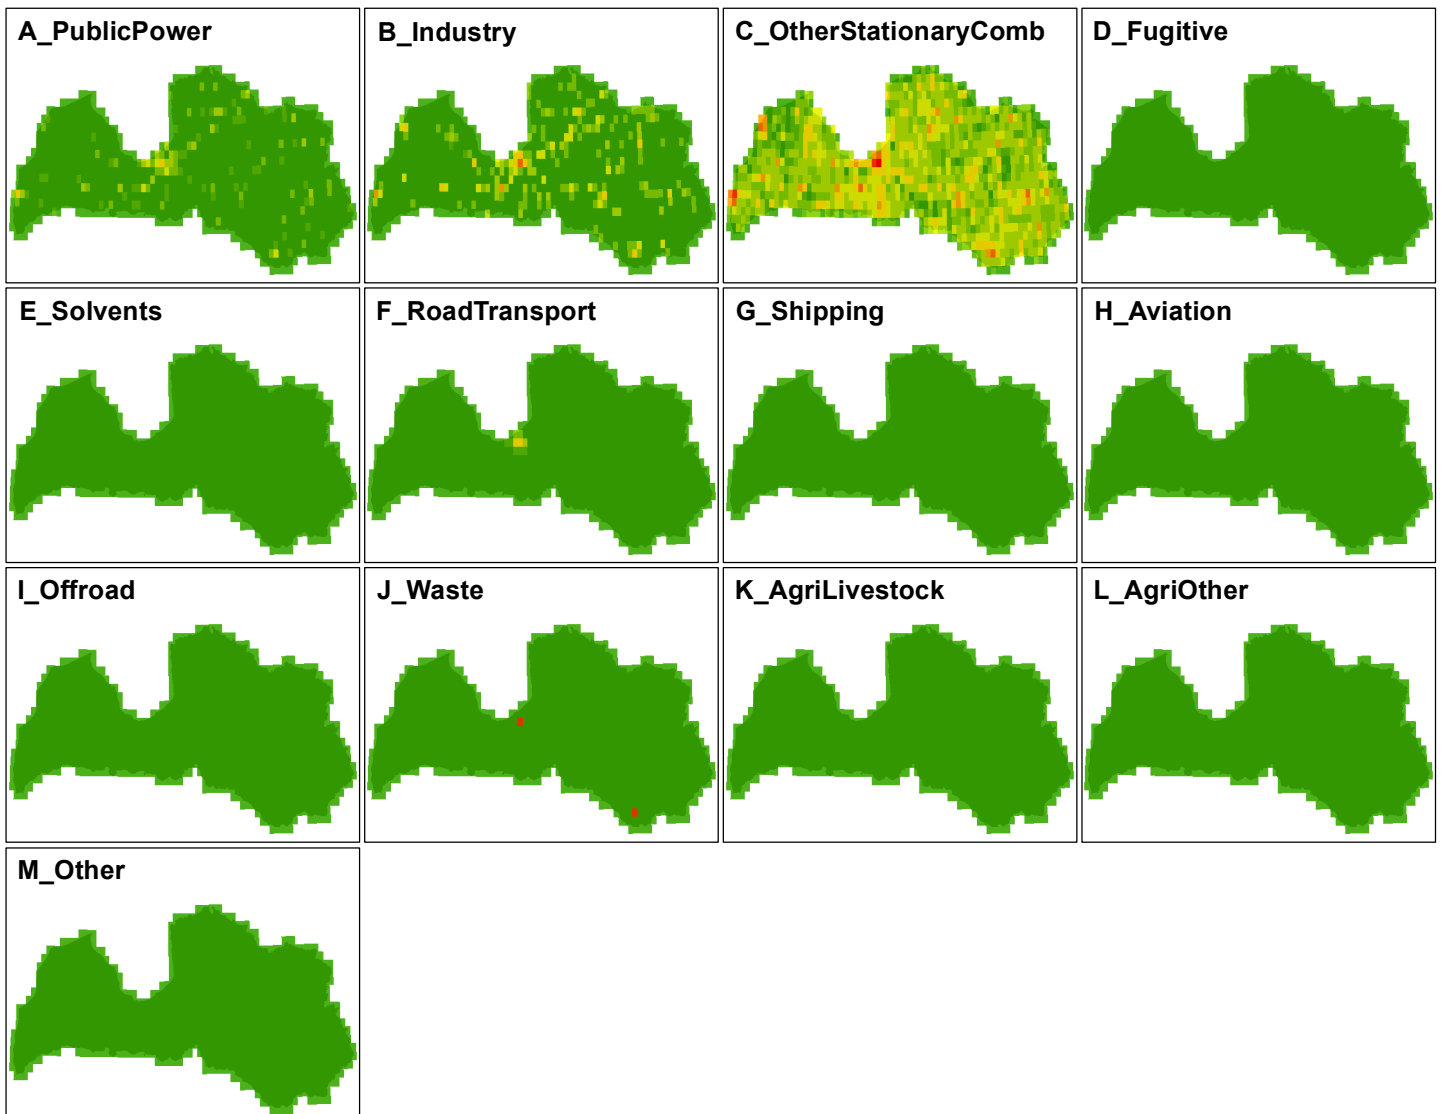 A_PublicPower
B_Industry
C_OtherStationaryComb
D_Fugitive
E_Solvents
F_RoadTransport
G_Shipping
H_Aviation
I_Offroad
J_Waste
K_AgriLivestock
L_AgriOther
M_Other